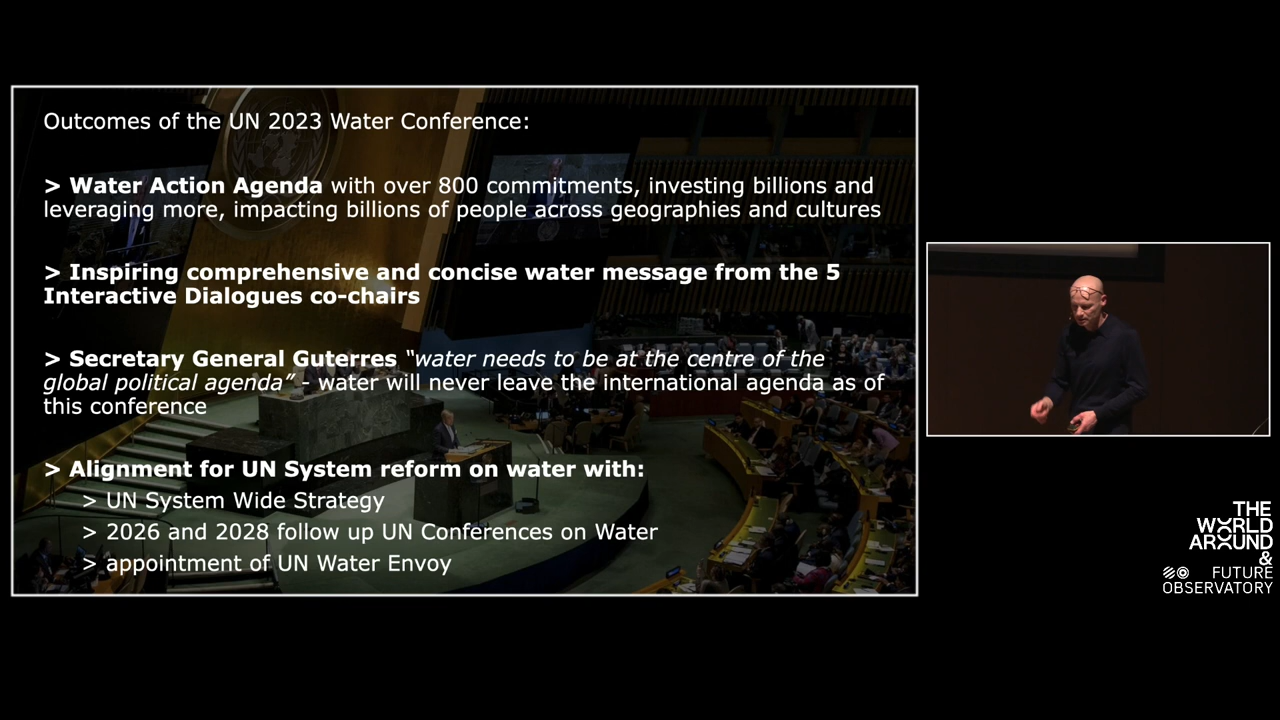 Outcomes of the UN 2023 Water Conference:
> Water Action Agenda with over 800 commitments, investing billions and
leveraging more, impacting billions of people across geographies and cultures
> Inspiring comprehensive and concise water message from the 5
Interactive Dialogues co-chairs
> Secretary General Guterres “water needs to be at the centre of the
global political agenda” - water will never leave the international agenda as of
this conference
> Alignment for UN System reform on water with:
> UN System Wide Strategy
> 2026 and 2028 follow up UN Conferences on Water
> appointment of UN Water Envoy
THE
WORLD
AROUND
&
FUTURE
OBSERVATORY